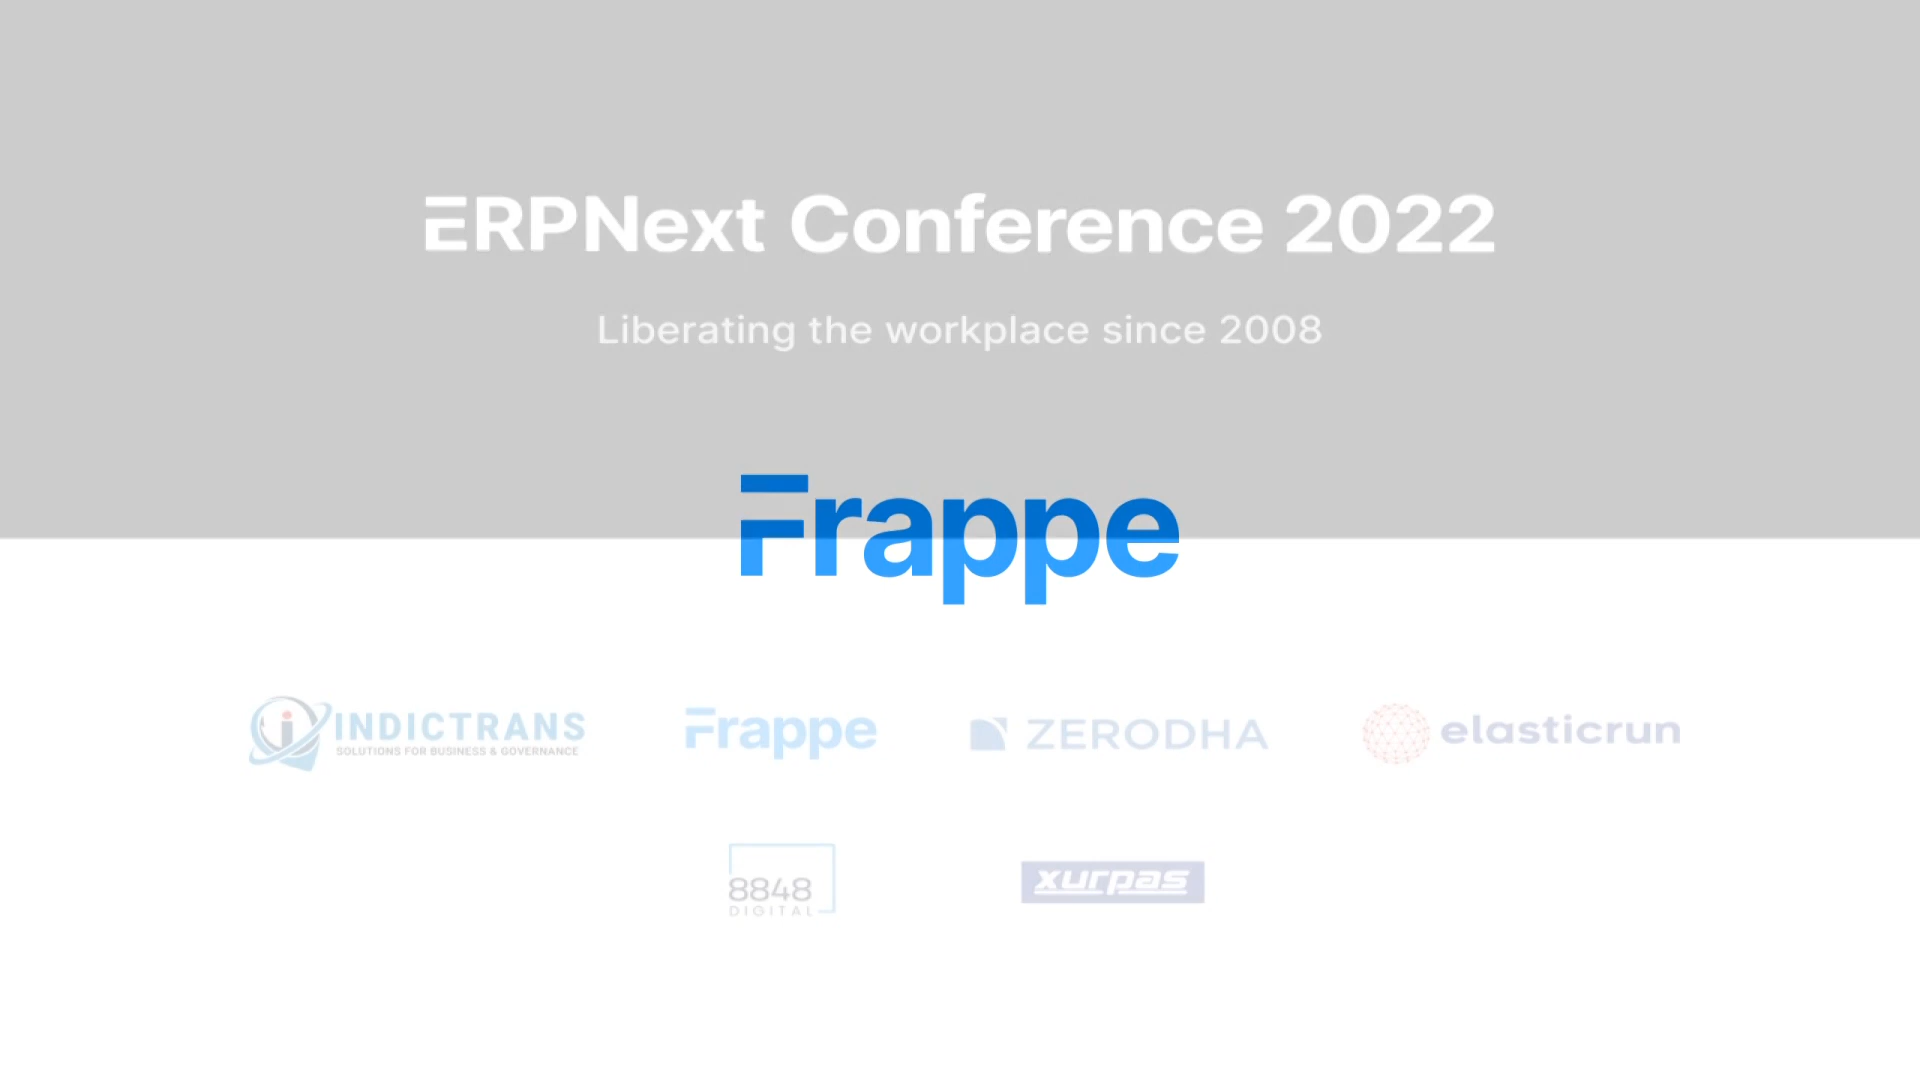 ERPNext Conference 2022
Liberating the workplace since 2008
Frappe
INDICTRANS
SOLUTIONS FOR BUSINESS & GOVERNANCE
Frappe
ZERODHA
elasticrun
8848
DIGITAL
xurpas